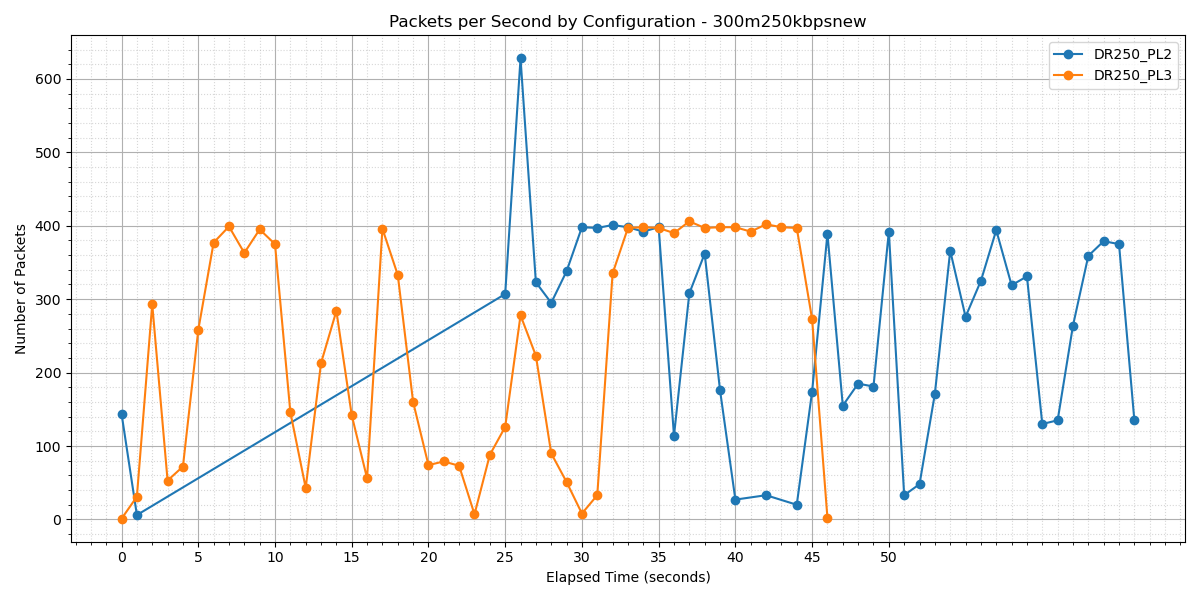 Packets per Second by Configuration - 300m250kbpsnew
DR250_PL2
DR250_PL3
Number of Packets
600
500
400
300
200
100
0
0 5 10 15 20 25 30 35 40 45 50
Elapsed Time (seconds)